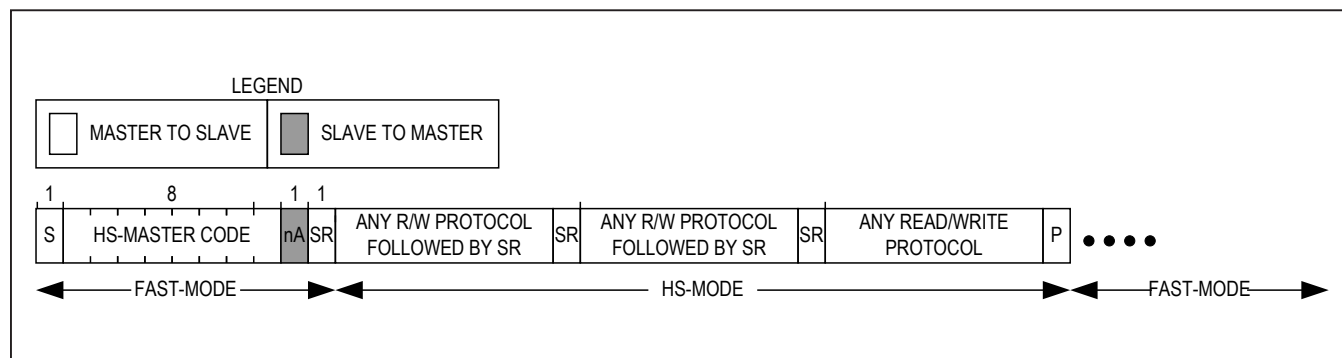 LEGEND
MASTER TO SLAVE SLAVE TO MASTER
1 8 1 1
S HS-MASTER CODE nA SR ANY R/W PROTOCOL FOLLOWED BY SR SR ANY R/W PROTOCOL FOLLOWED BY SR SR ANY READ/WRITE PROTOCOL P
FAST-MODE HS-MODE FAST-MODE